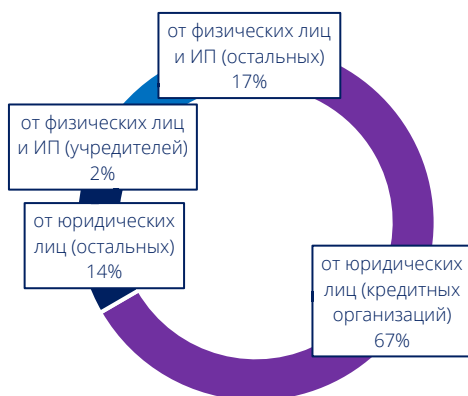 от физических лиц
и ИП (остальных)
17%
от физических лиц
и ИП (учредителей)
2%
от юридических
лиц (остальных)
14%
от юридических
лиц (кредитных
организаций)
67%